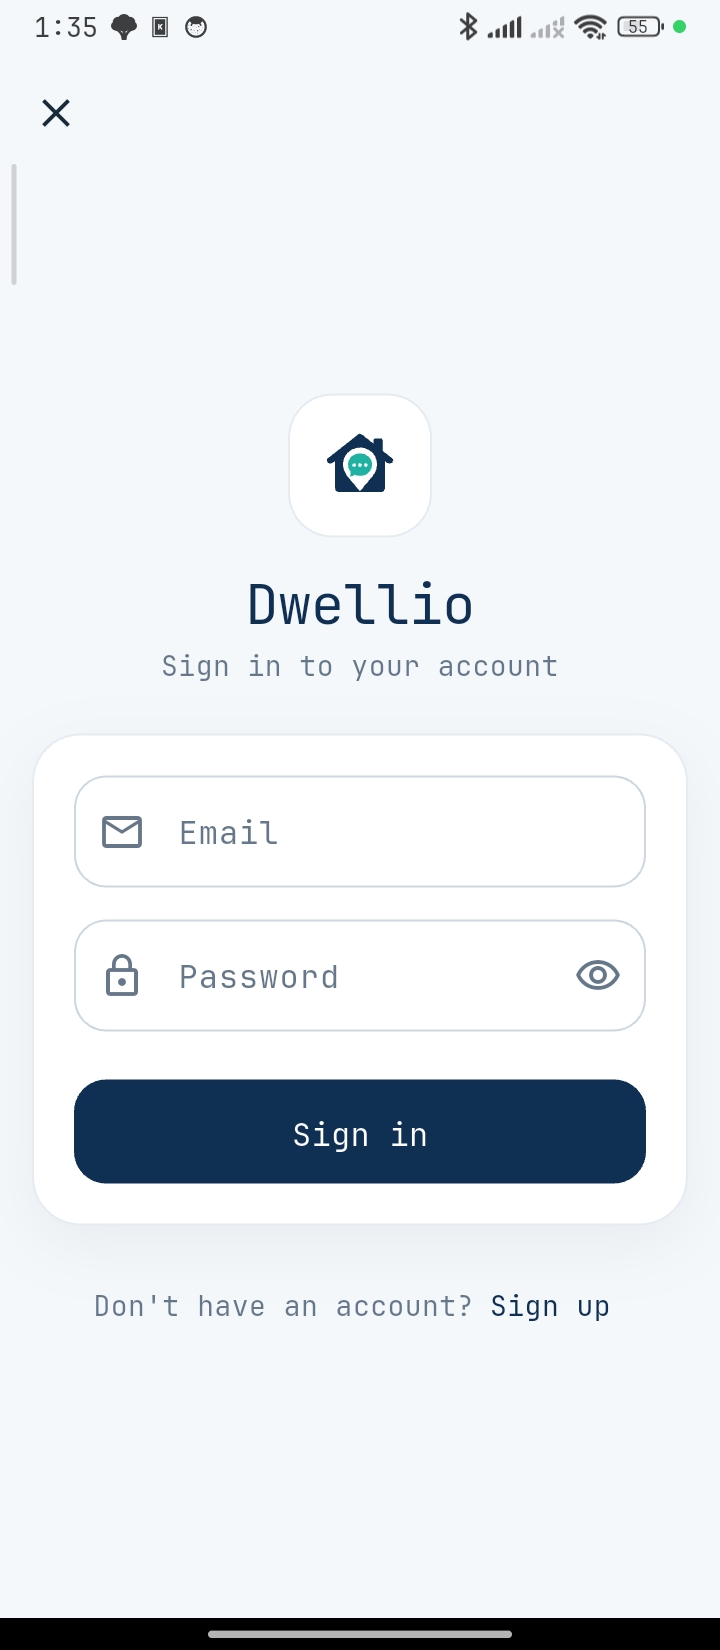 1:35
55
Dwellio
Sign in to your account
Email
Password
Sign in
Don't have an account? Sign up